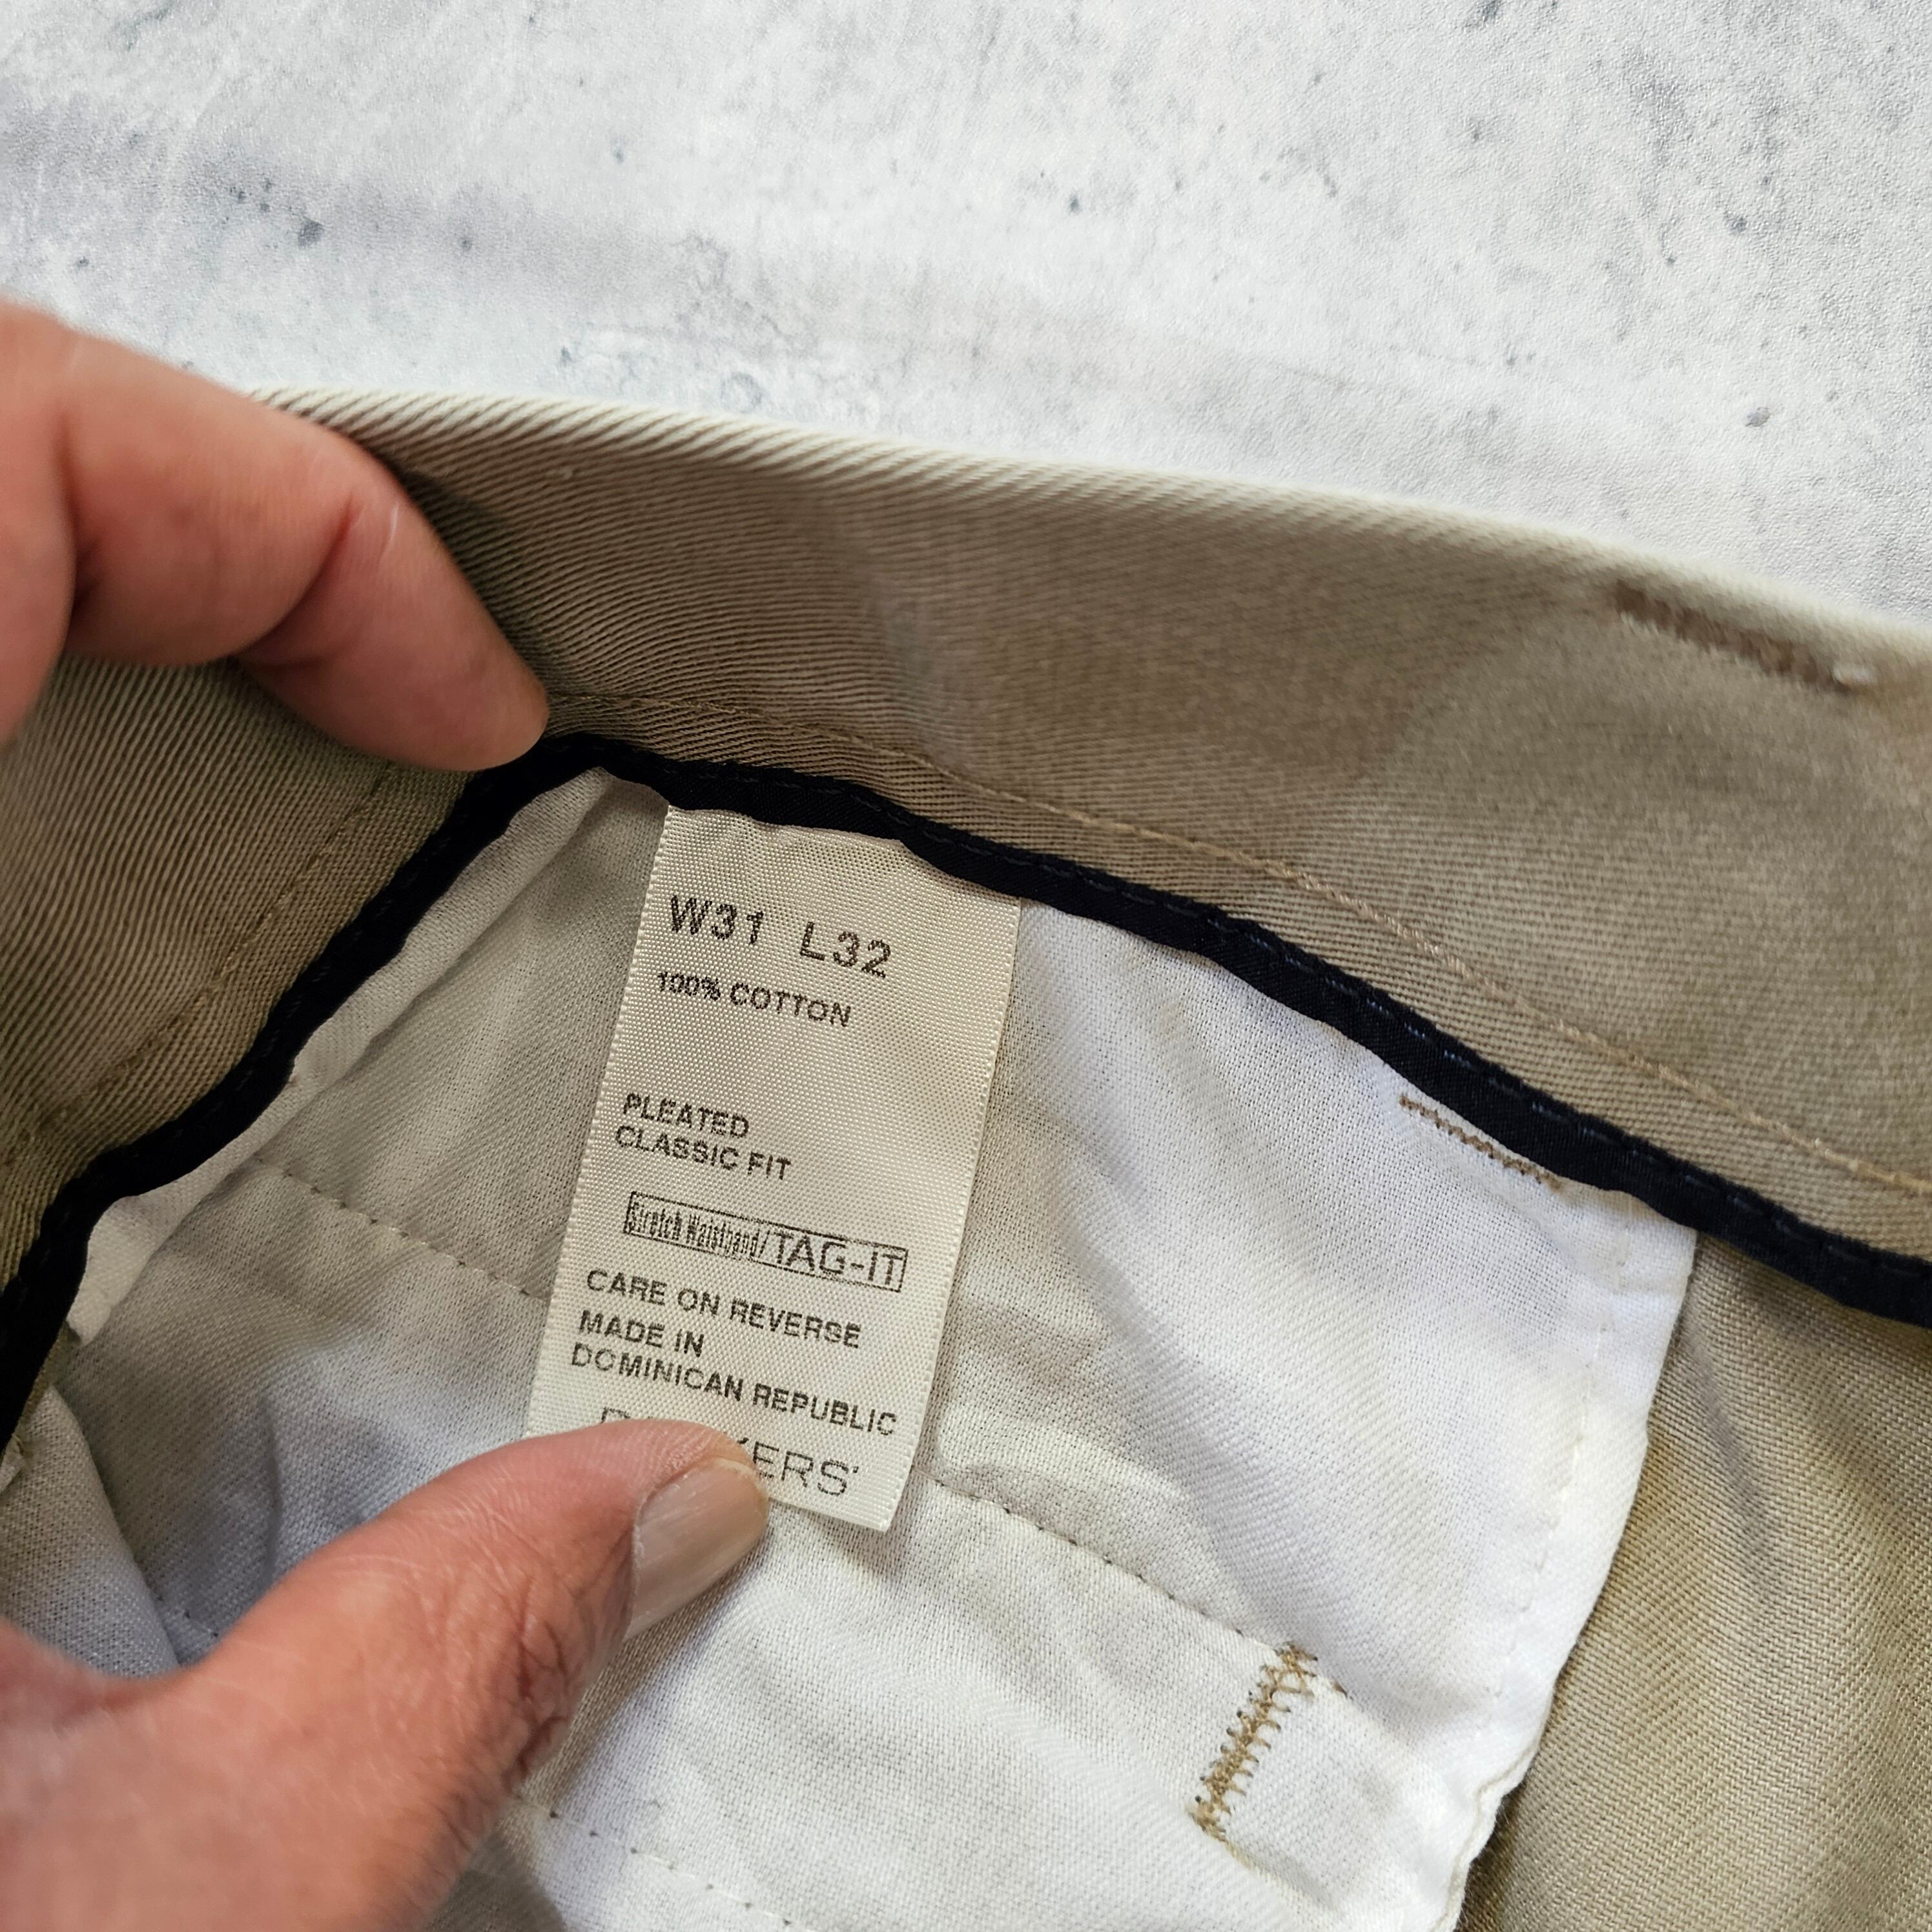 W31 L32
100% COTTON
PLEATED
CLASSIC FIT
Stretch Waistband/TAG-IT
CARE ON REVERSE
MADE IN
DOMINICAN REPUBLIC